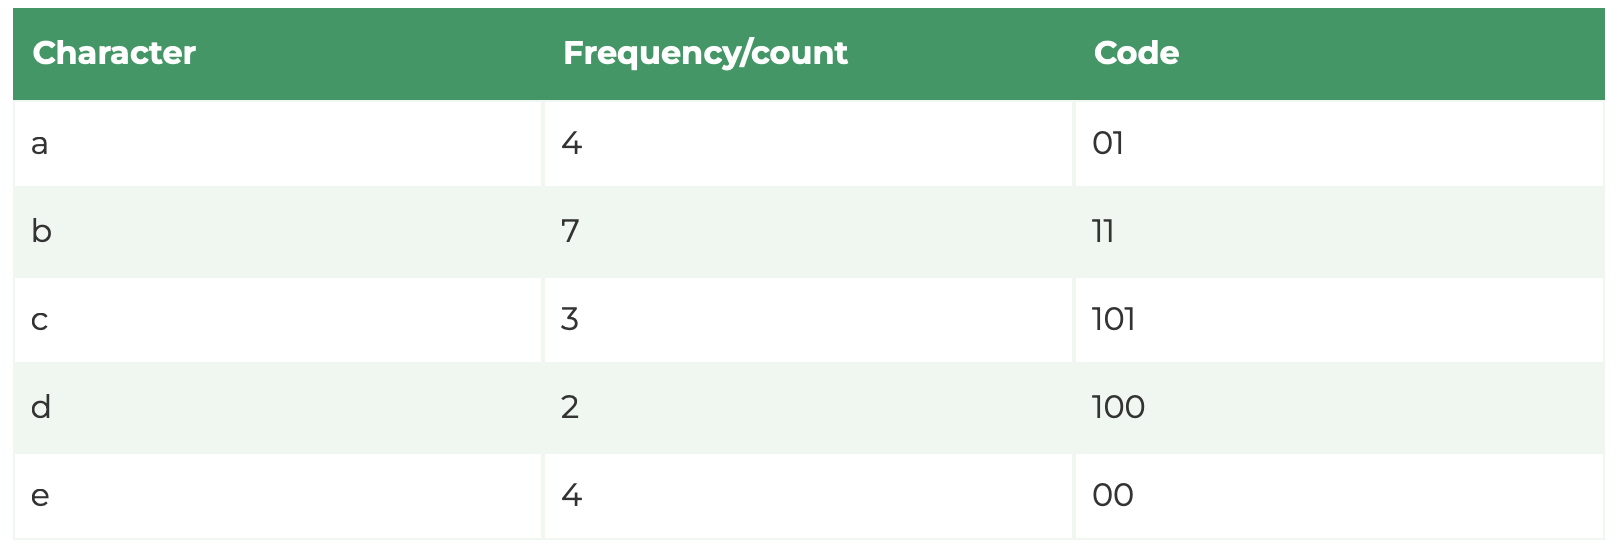 Character Frequency/count Code
a 4 01
b 7 11
c 3 101
d 2 100
e 4 00